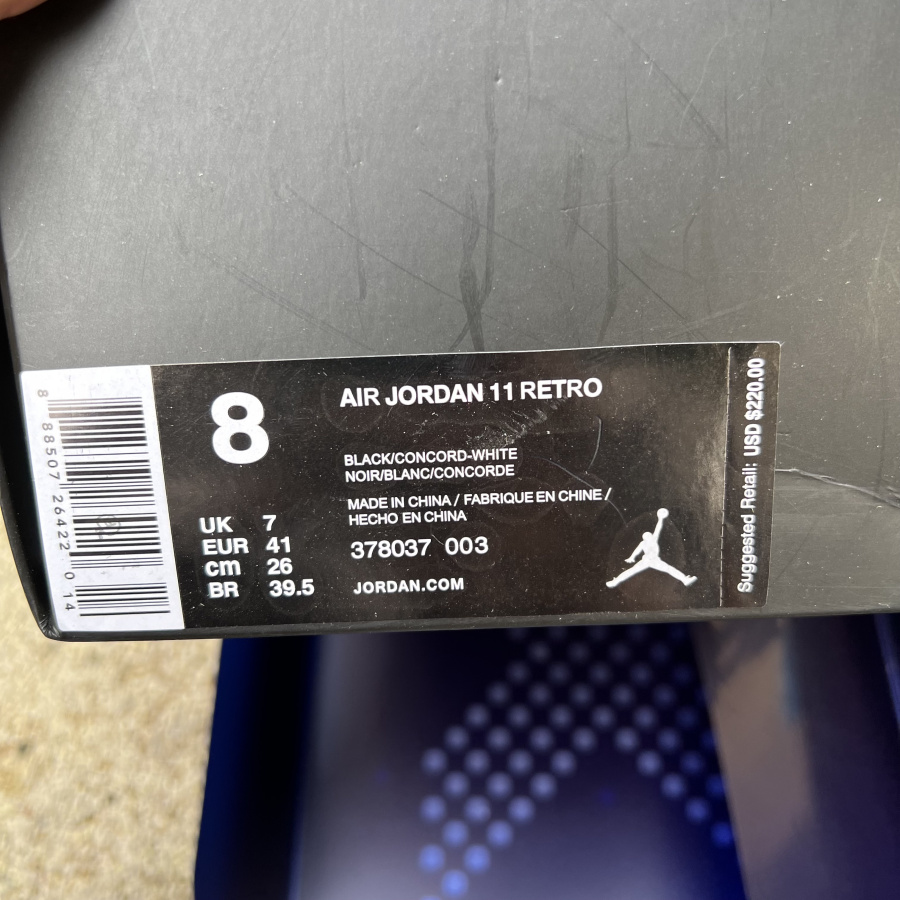 8 88507 26422 0 14
8
UK 7
EUR 41
cm 26
BR 39.5
AIR JORDAN 11 RETRO
BLACK/CONCORD-WHITE
NOIR/BLANC/CONCORDE
MADE IN CHINA / FABRIQUE EN CHINE /
HECHO EN CHINA
378037 003
JORDAN.COM
Suggested Retail: USD $220.00